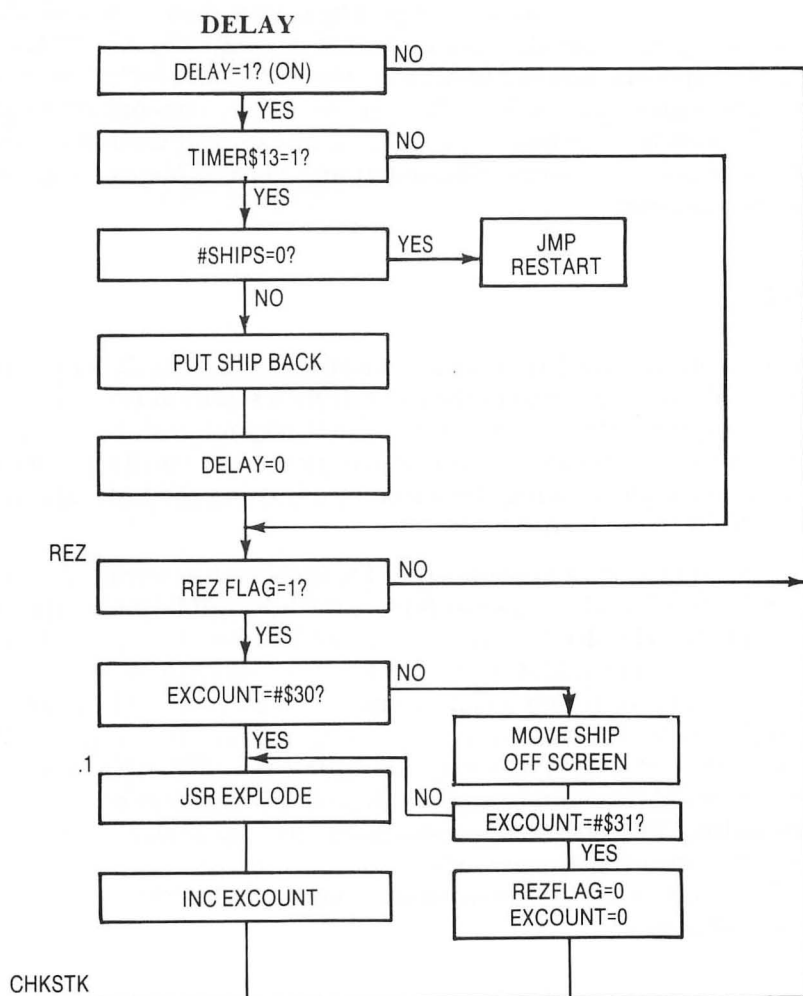 DELAY
DELAY=1? (ON)
NO
YES
TIMER$13=1?
NO
YES
#SHIPS=0?
YES
JMP
RESTART
NO
PUT SHIP BACK
DELAY=0
REZ
REZ FLAG=1?
NO
YES
EXCOUNT=#$30?
NO
YES
MOVE SHIP
OFF SCREEN
.1
JSR EXPLODE
NO
EXCOUNT=#$31?
YES
INC EXCOUNT
REZFLAG=0
EXCOUNT=0
CHKSTK